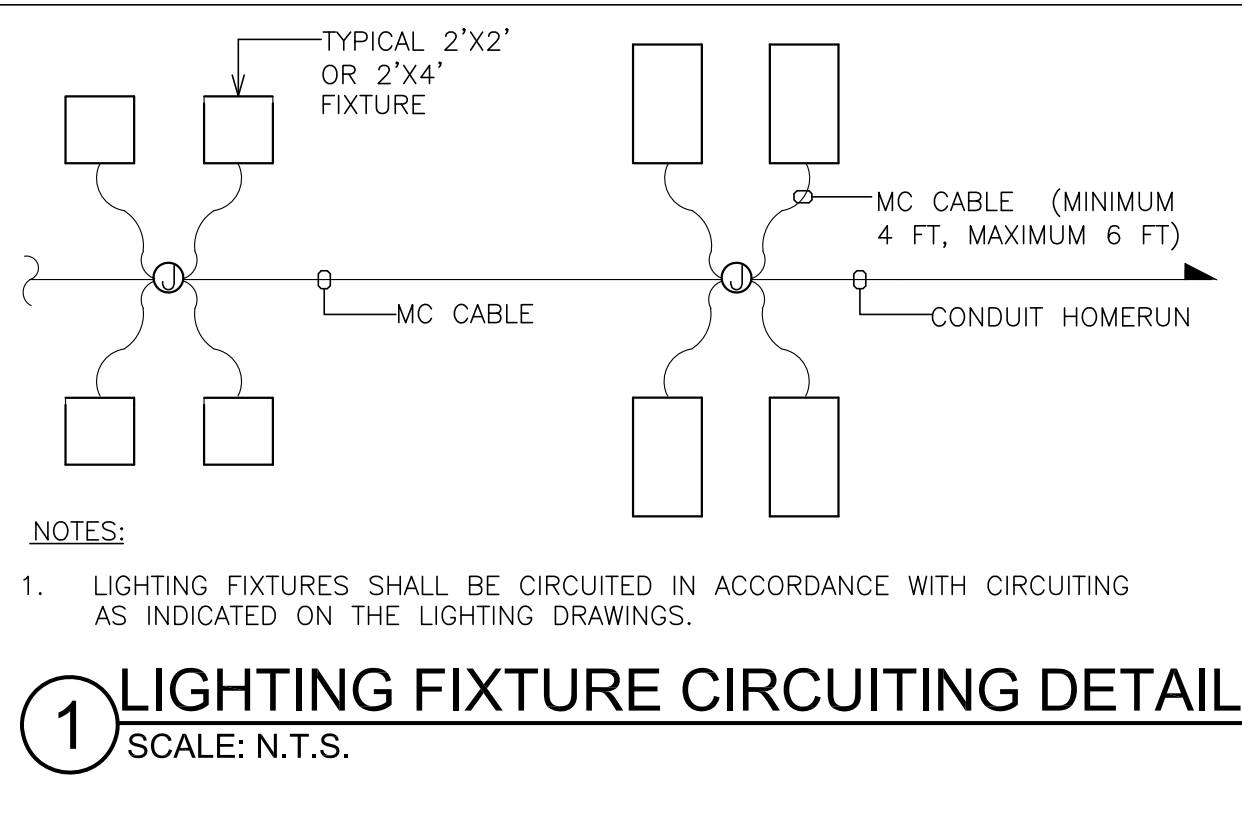 TYPICAL 2'X2'
OR 2'X4'
FIXTURE
MC CABLE (MINIMUM
4 FT, MAXIMUM 6 FT)
J
J
MC CABLE
CONDUIT HOMERUN
NOTES:
1. LIGHTING FIXTURES SHALL BE CIRCUITED IN ACCORDANCE WITH CIRCUITING
AS INDICATED ON THE LIGHTING DRAWINGS.
1 LIGHTING FIXTURE CIRCUITING DETAIL
SCALE: N.T.S.